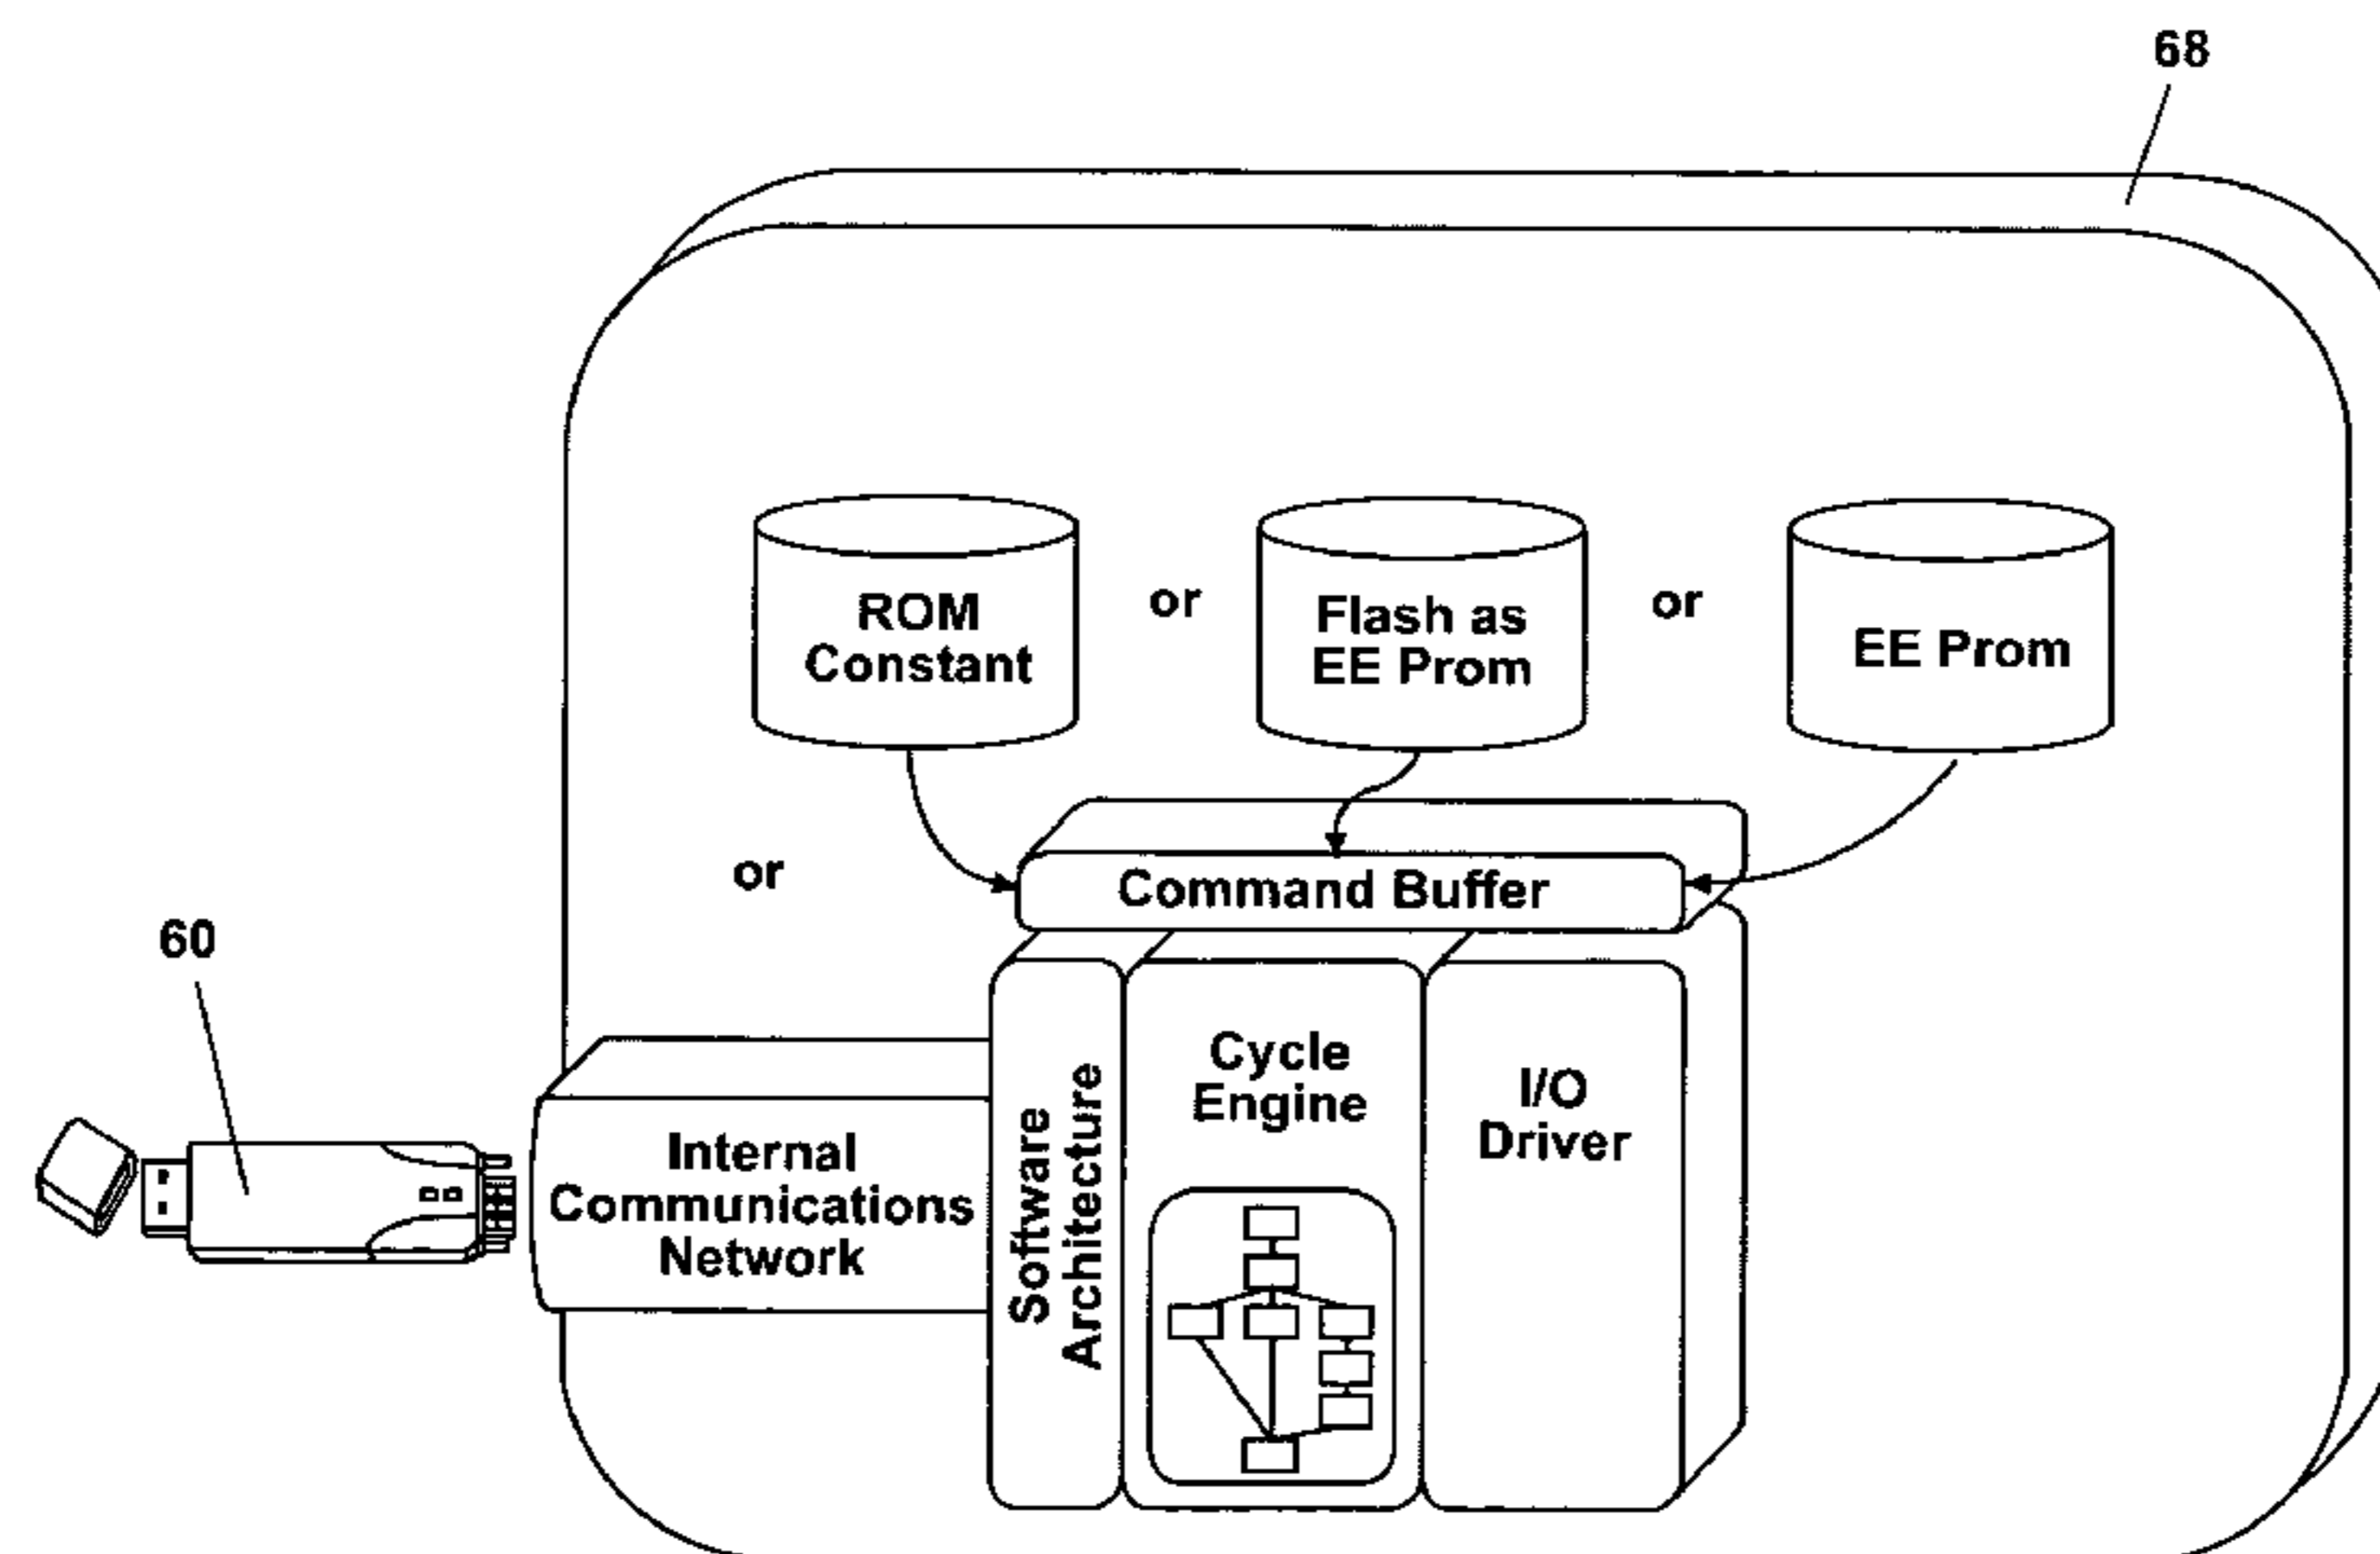 68
ROM
Constant
or
Flash as
EE Prom
or
EE Prom
or
Command Buffer
60
Internal
Communications
Network
Software
Architecture
Cycle
Engine
I/O
Driver